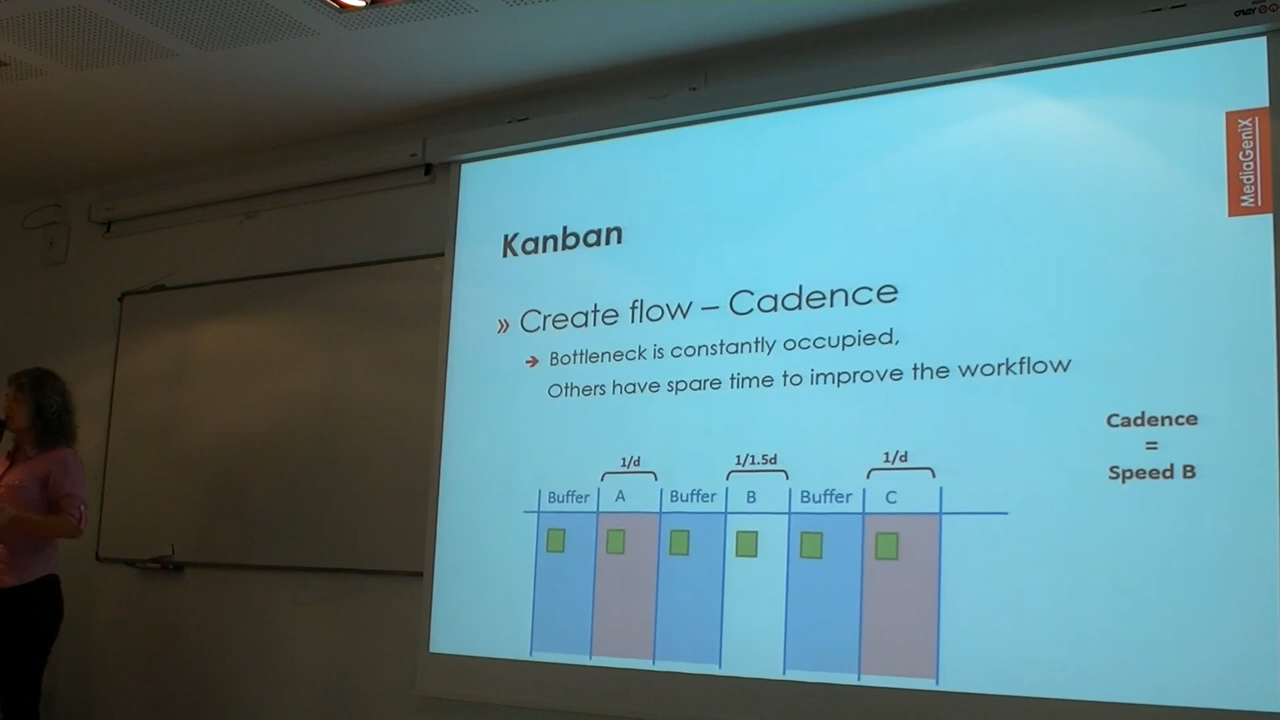 MediaGeniX
Kanban
» Create flow – Cadence
➔ Bottleneck is constantly occupied,
Others have spare time to improve the workflow
Cadence
=
Speed B
1/d 1/1.5d 1/d
Buffer A Buffer B Buffer C